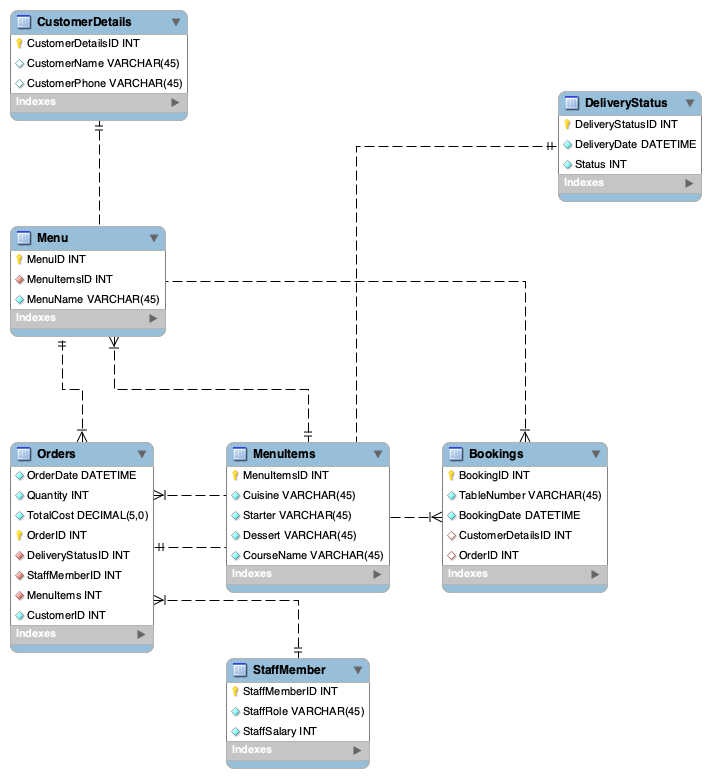 CustomerDetails
CustomerDetailsID INT
CustomerName VARCHAR(45)
CustomerPhone VARCHAR(45)
Indexes
DeliveryStatus
DeliveryStatusID INT
DeliveryDate DATETIME
Status INT
Indexes
Menu
MenuID INT
MenuItemsID INT
MenuName VARCHAR(45)
Indexes
Orders
OrderDate DATETIME
Quantity INT
TotalCost DECIMAL(5,0)
OrderID INT
DeliveryStatusID INT
StaffMemberID INT
MenuItems INT
CustomerID INT
Indexes
MenuItems
MenuItemsID INT
Cuisine VARCHAR(45)
Starter VARCHAR(45)
Dessert VARCHAR(45)
CourseName VARCHAR(45)
Indexes
Bookings
BookingID INT
TableNumber VARCHAR(45)
BookingDate DATETIME
CustomerDetailsID INT
OrderID INT
Indexes
StaffMember
StaffMemberID INT
StaffRole VARCHAR(45)
StaffSalary INT
Indexes